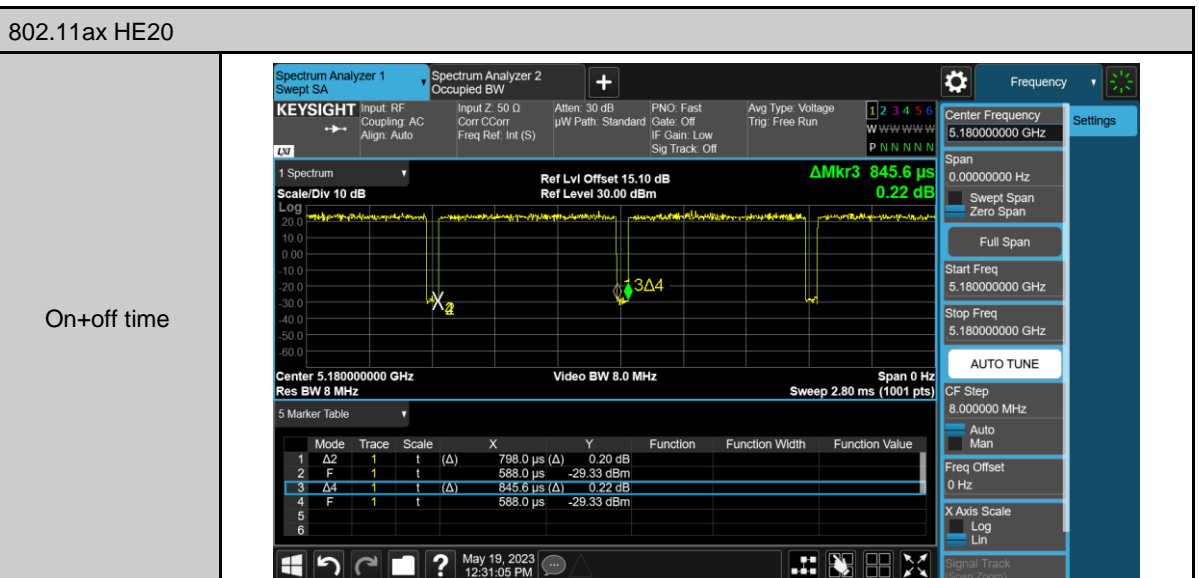 802.11ax HE20
On+off time
Spectrum Analyzer 1
Swept SA
Spectrum Analyzer 2
Occupied BW
+
Frequency
KEYSIGHT
LXI
Input: RF
Coupling: AC
Align: Auto
Input Z: 50 Ω
Corr CCorr
Freq Ref: Int (S)
Atten: 30 dB
µW Path: Standard
PNO: Fast
Gate: Off
IF Gain: Low
Sig Track: Off
Avg Type: Voltage
Trig: Free Run
1 2 3 4 5 6
W W W W W W
P N N N N N
1 Spectrum
Scale/Div 10 dB
Ref Lvl Offset 15.10 dB
Ref Level 30.00 dBm
ΔMkr3 845.6 µs
0.22 dB
Log
20.0
10.0
0.00
-10.0
-20.0
-30.0
-40.0
-50.0
-60.0
X
3Δ4
Center 5.180000000 GHz
Res BW 8 MHz
Video BW 8.0 MHz
Span 0 Hz
Sweep 2.80 ms (1001 pts)
5 Marker Table
Mode Trace Scale X Y Function Function Width Function Value
1 Δ2 1 t (Δ) 798.0 µs (Δ) 0.20 dB
2 F 1 t 588.0 µs -29.33 dBm
3 Δ4 1 t (Δ) 845.6 µs (Δ) 0.22 dB
4 F 1 t 588.0 µs -29.33 dBm
5
6
?
May 19, 2023
12:31:05 PM
Center Frequency
5.180000000 GHz
Settings
Span
0.00000000 Hz
Swept Span
Zero Span
Full Span
Start Freq
5.180000000 GHz
Stop Freq
5.180000000 GHz
AUTO TUNE
CF Step
8.000000 MHz
Auto
Man
Freq Offset
0 Hz
X Axis Scale
Log
Lin
Signal Track
(Span Zoom)